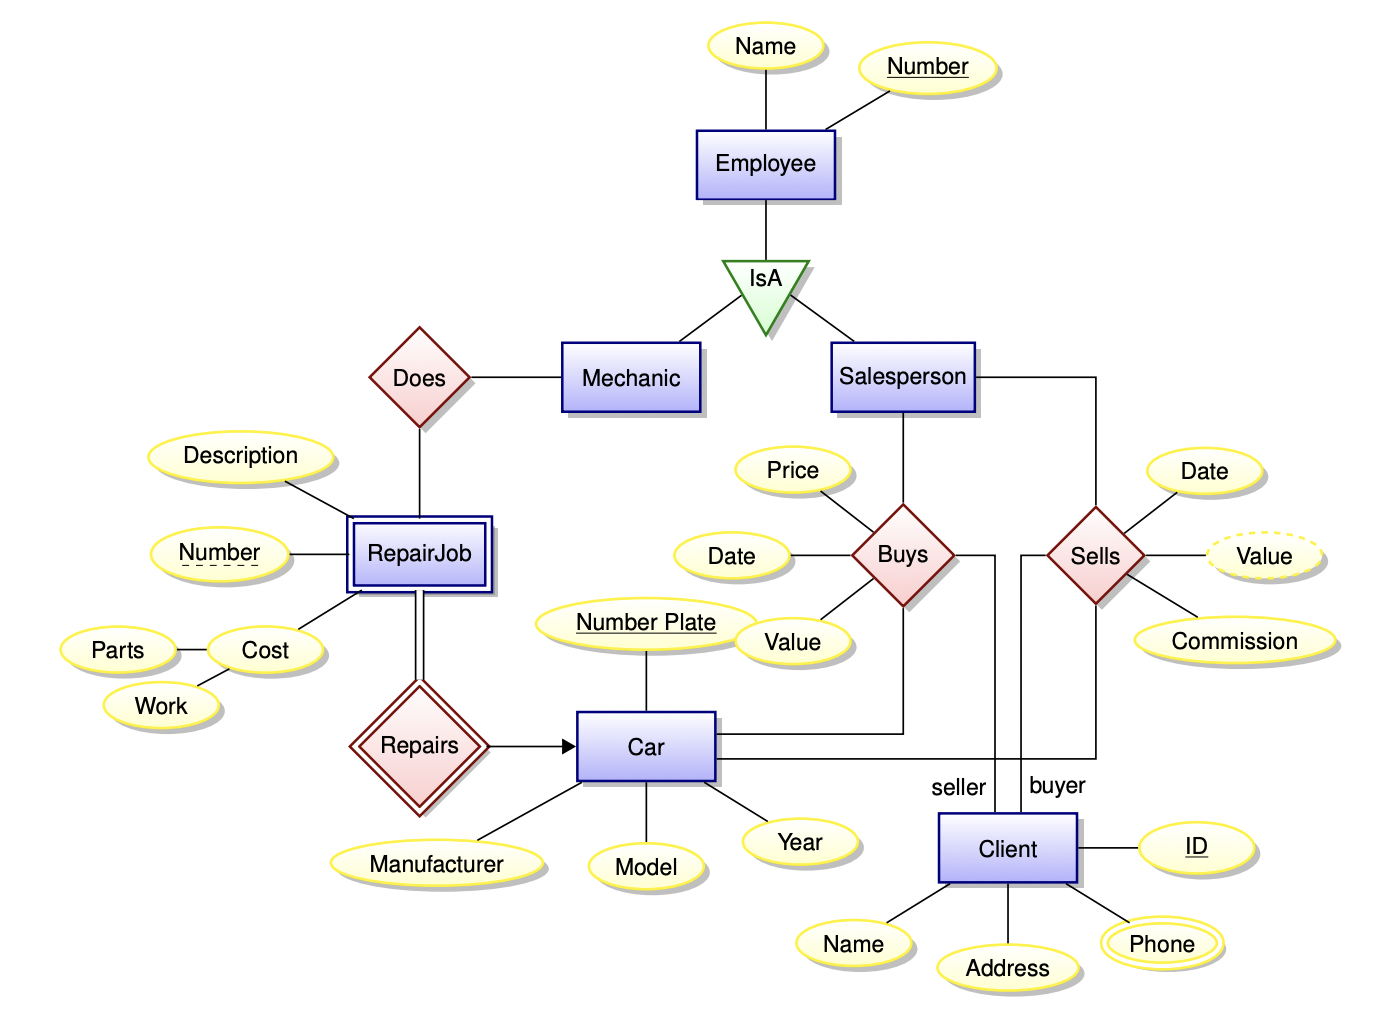 Name
Number
Employee
IsA
Does
Mechanic
Salesperson
Description
Price
Date
Number
RepairJob
Date
Buys
Sells
Value
Number Plate
Value
Commission
Parts
Cost
Work
Repairs
Car
seller
buyer
Manufacturer
Model
Year
Client
ID
Name
Address
Phone